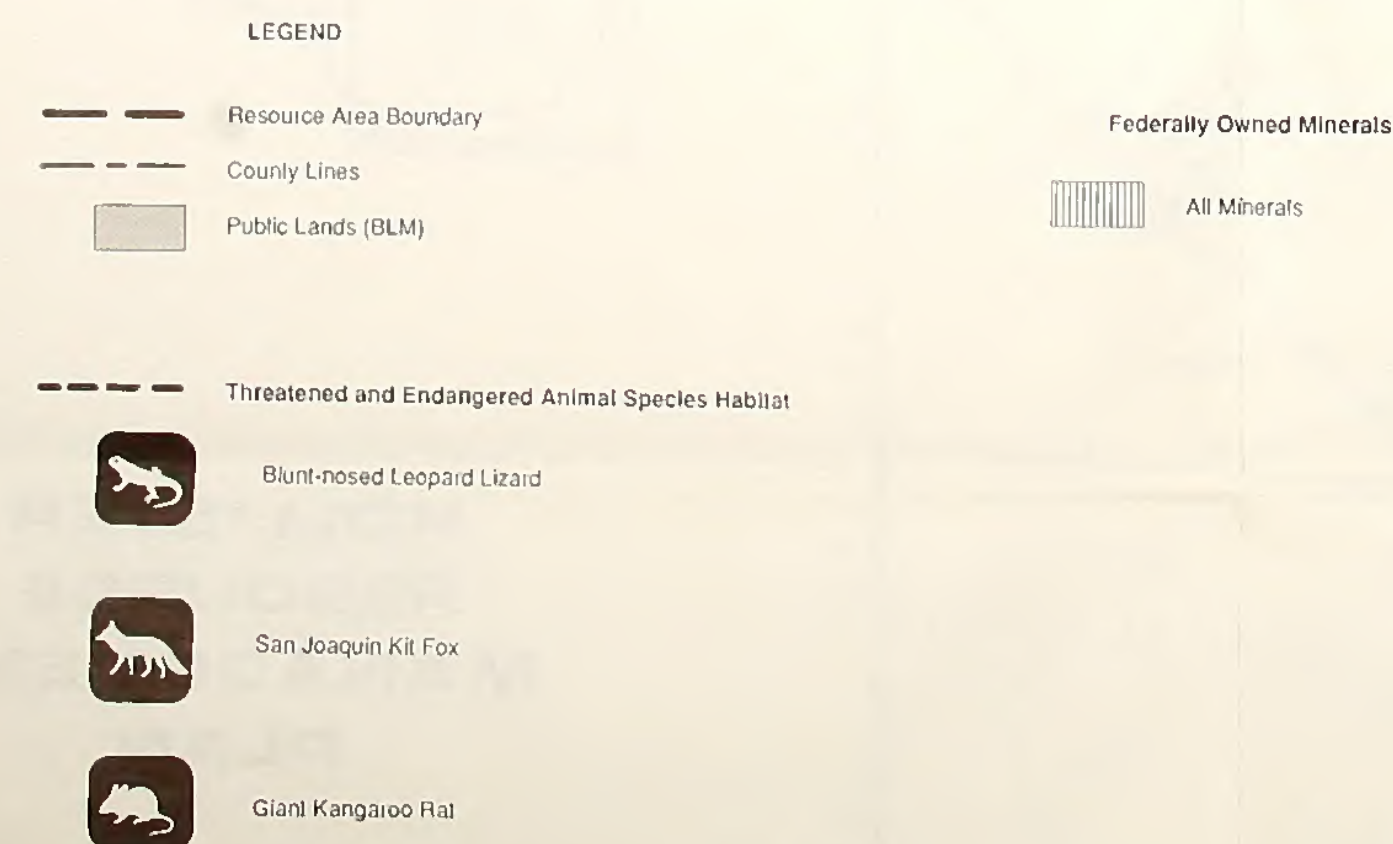 LEGEND
Resource Area Boundary
County Lines
Public Lands (BLM)
Threatened and Endangered Animal Species Habitat
Blunt-nosed Leopard Lizard
San Joaquin Kit Fox
Giant Kangaroo Rat
Federally Owned Minerals
All Minerals